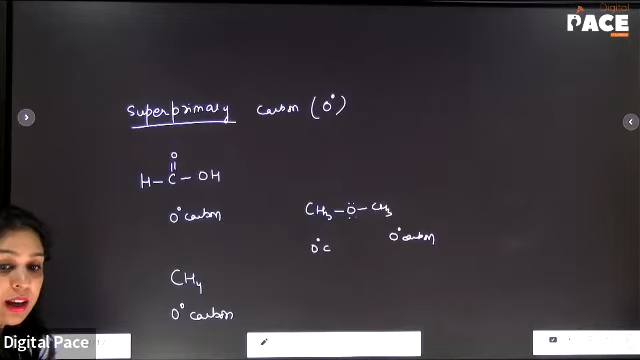 Digital
PACE
Superprimary carbon (0°)
O
||
H - C - OH
0° carbon
CH3 - O - CH3
0° C 0° carbon
CH4
0° carbon
Digital Pace